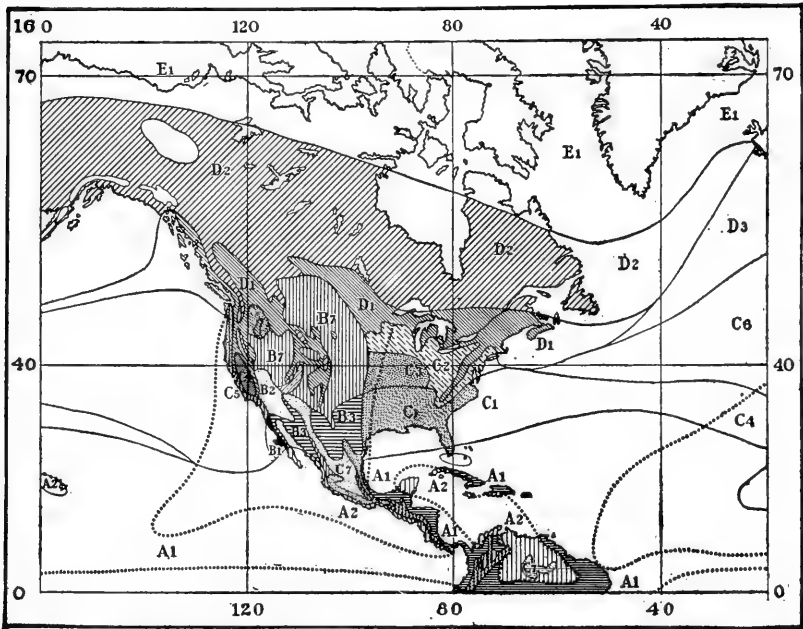 16 0 120 80 40
70 E1 70
E1
E1
D2
D3
D2 D2
D1
B7 D1
D1
C6
40 B7 C3 C2 40
C5 B2
B3 C1 C1
C4
B3
B1 C7 A1 A1
A2 A2
A2 A1 A2
A1
A1
0 0
120 80 40